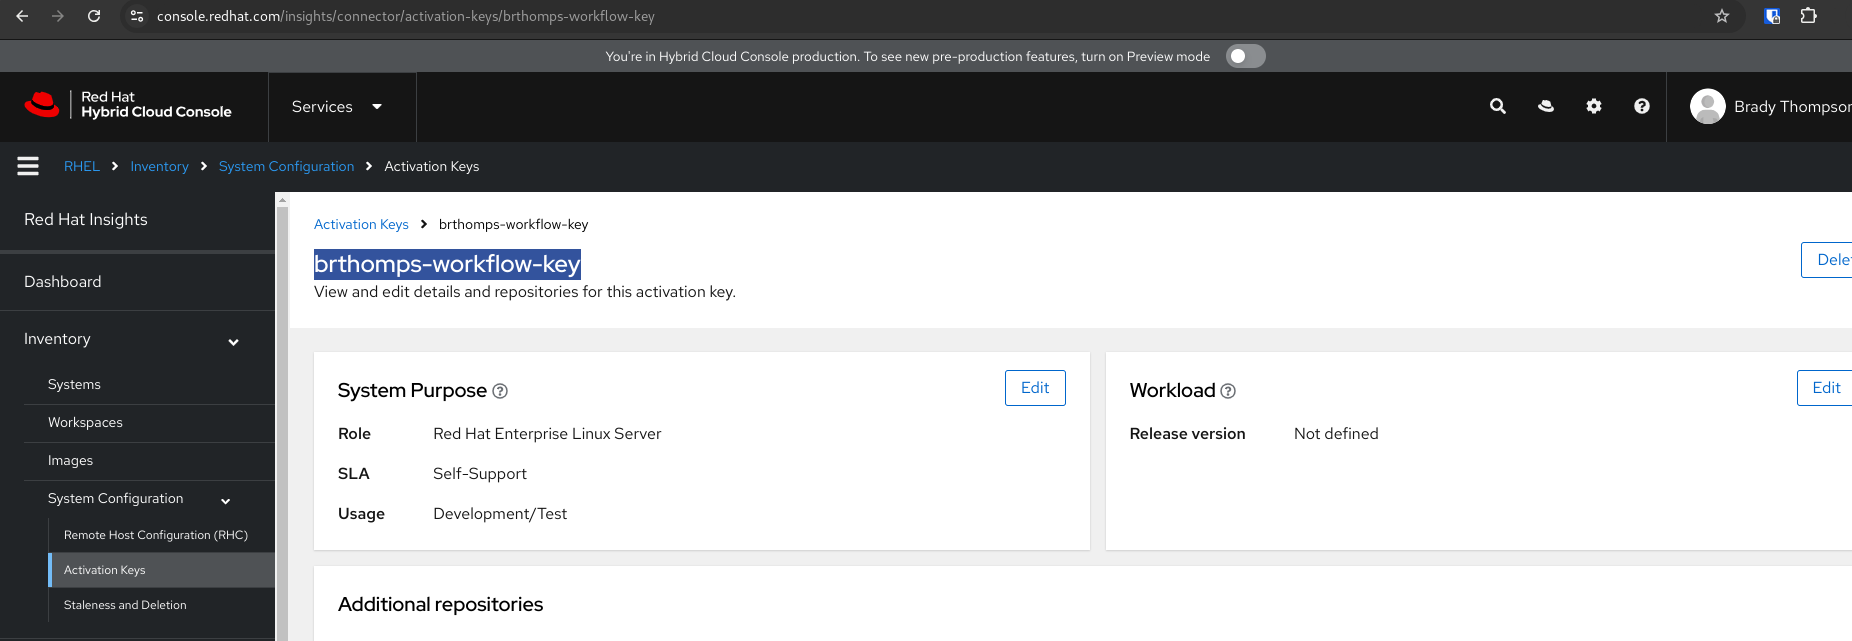 console.redhat.com/insights/connector/activation-keys/brthomps-workflow-key
You're in Hybrid Cloud Console production. To see new pre-production features, turn on Preview mode
Red Hat
Hybrid Cloud Console
Services
Brady Thompson
RHEL > Inventory > System Configuration > Activation Keys
Red Hat Insights
Dashboard
Inventory
Systems
Workspaces
Images
System Configuration
Remote Host Configuration (RHC)
Activation Keys
Staleness and Deletion
Activation Keys > brthomps-workflow-key
brthomps-workflow-key
View and edit details and repositories for this activation key.
Dele
System Purpose
Edit
Role Red Hat Enterprise Linux Server
SLA Self-Support
Usage Development/Test
Workload
Edit
Release version Not defined
Additional repositories